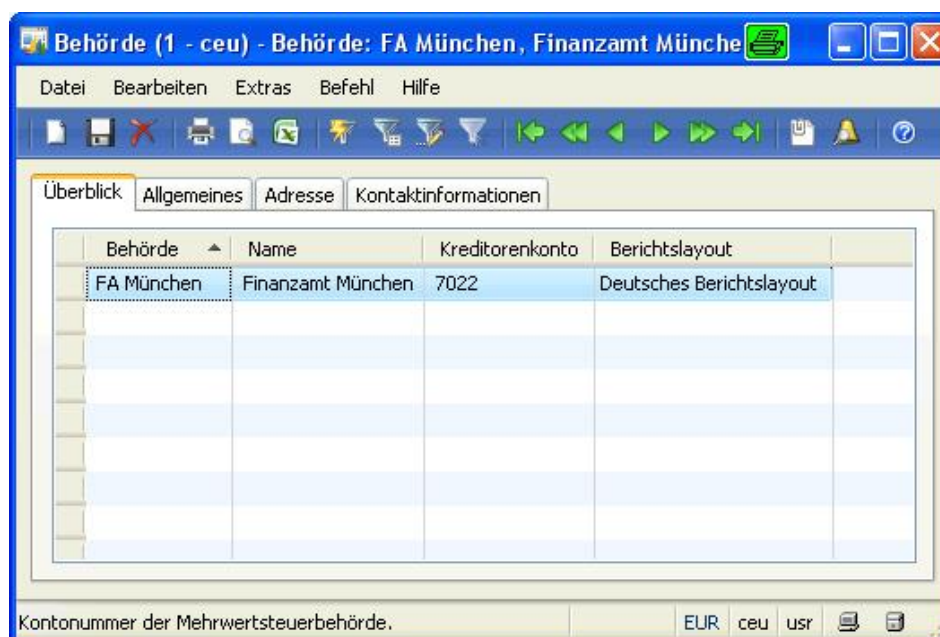 Behörde (1 - ceu) - Behörde: FA München, Finanzamt Münche
Datei Bearbeiten Extras Befehl Hilfe
Überblick Allgemeines Adresse Kontaktinformationen
Behörde Name Kreditorenkonto Berichtslayout
FA München Finanzamt München 7022 Deutsches Berichtslayout
Kontonummer der Mehrwertsteuerbehörde. EUR ceu usr